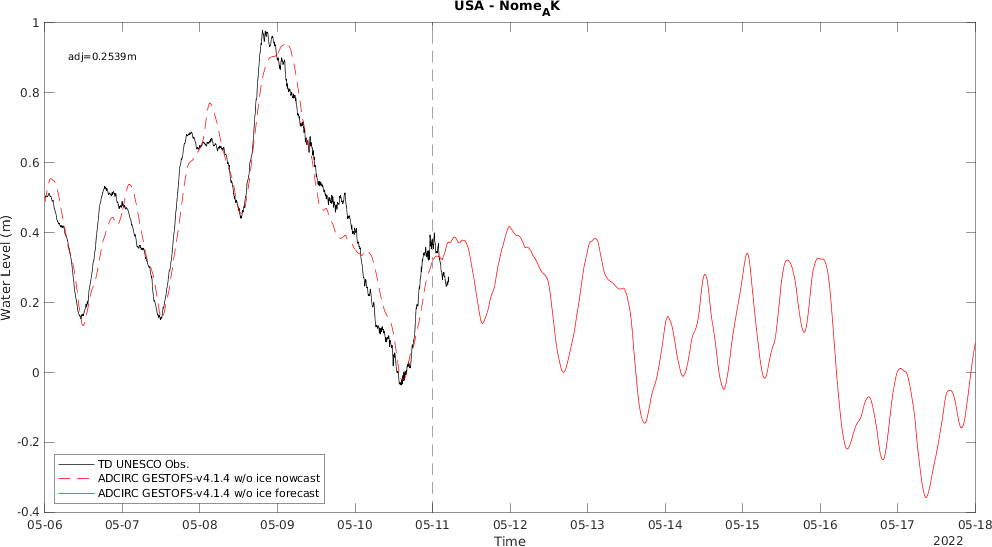 USA - Nome_AK
adj=0.2539m
1
0.8
0.6
0.4
0.2
0
-0.2
-0.4
Water Level (m)
TD UNESCO Obs.
ADCIRC GESTOFS-v4.1.4 w/o ice nowcast
ADCIRC GESTOFS-v4.1.4 w/o ice forecast
05-06 05-07 05-08 05-09 05-10 05-11 05-12 05-13 05-14 05-15 05-16 05-17 05-18
Time
2022